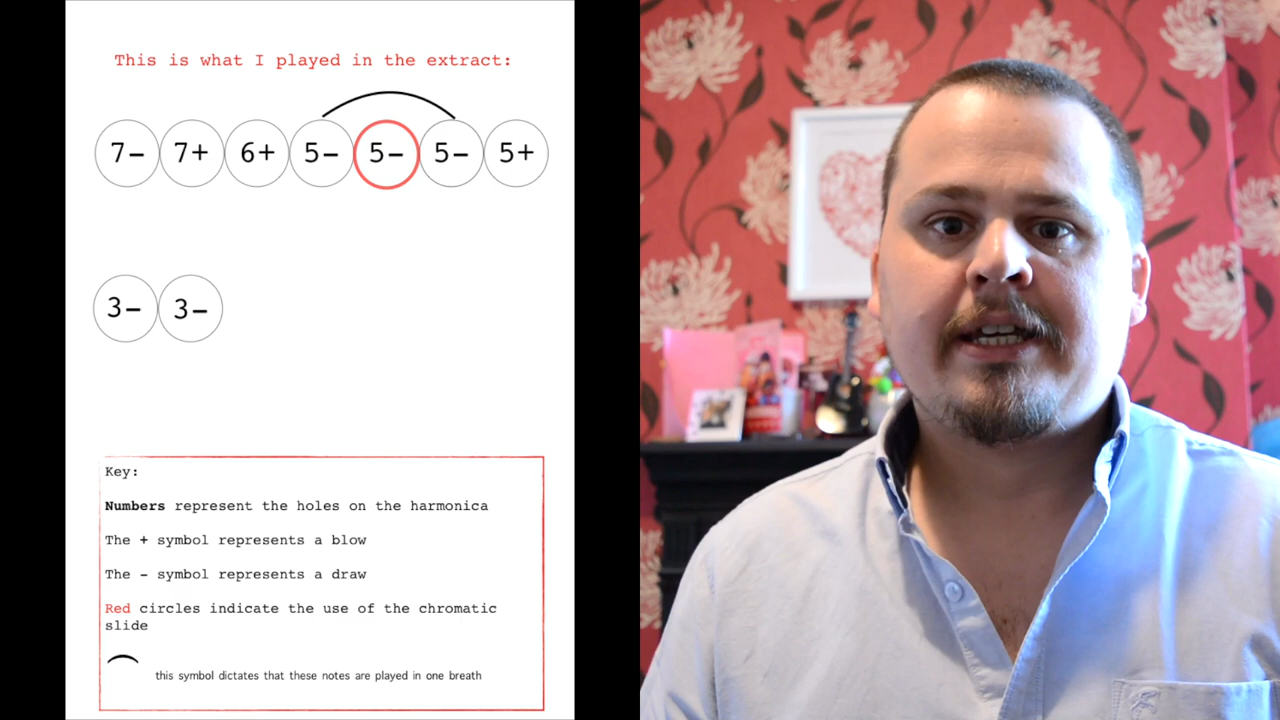 This is what I played in the extract:
7− 7+ 6+ 5− 5− 5− 5+
3− 3−
Key:
Numbers represent the holes on the harmonica
The + symbol represents a blow
The − symbol represents a draw
Red circles indicate the use of the chromatic
slide
this symbol dictates that these notes are played in one breath